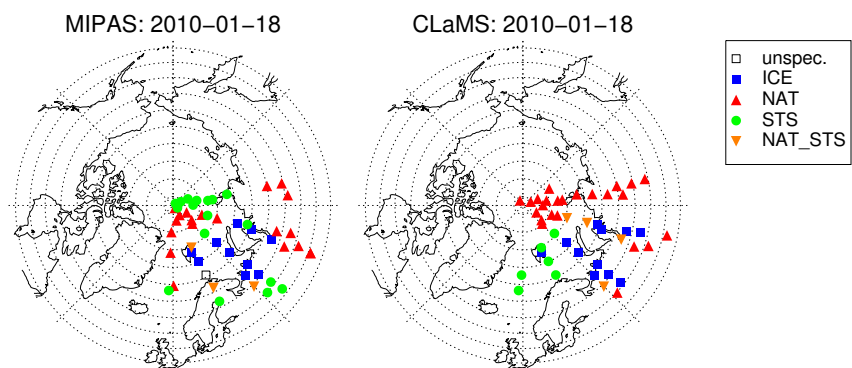 MIPAS: 2010−01−18
CLaMS: 2010−01−18
unspec.
ICE
NAT
STS
NAT_STS